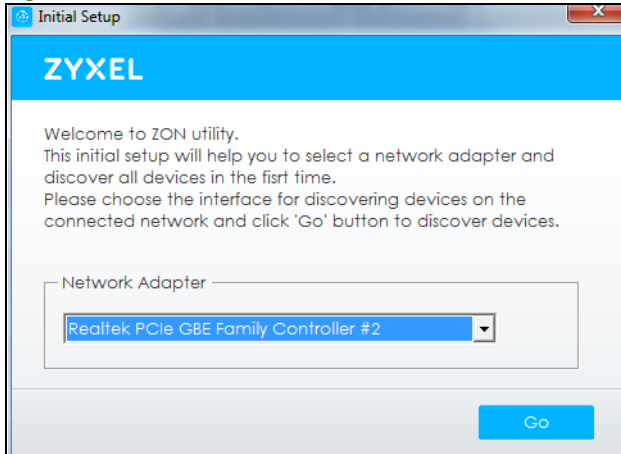 Initial Setup
ZYXEL
Welcome to ZON utility.
This initial setup will help you to select a network adapter and
discover all devices in the fisrt time.
Please choose the interface for discovering devices on the
connected network and click 'Go' button to discover devices.
Network Adapter
Realtek PCIe GBE Family Controller #2
Go